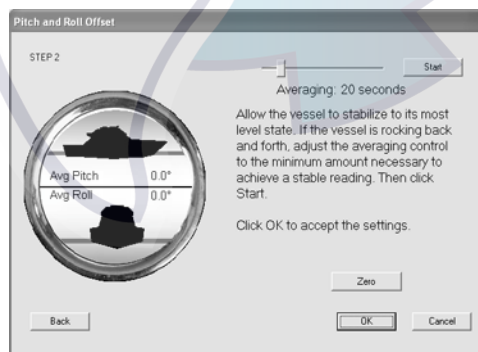 Pitch and Roll Offset
STEP 2
Start
Averaging: 20 seconds
Allow the vessel to stabilize to its most
level state. If the vessel is rocking back
and forth, adjust the averaging control
to the minimum amount necessary to
achieve a stable reading. Then click
Start.
Click OK to accept the settings.
Avg Pitch 0.0°
Avg Roll 0.0°
Zero
Back
OK
Cancel